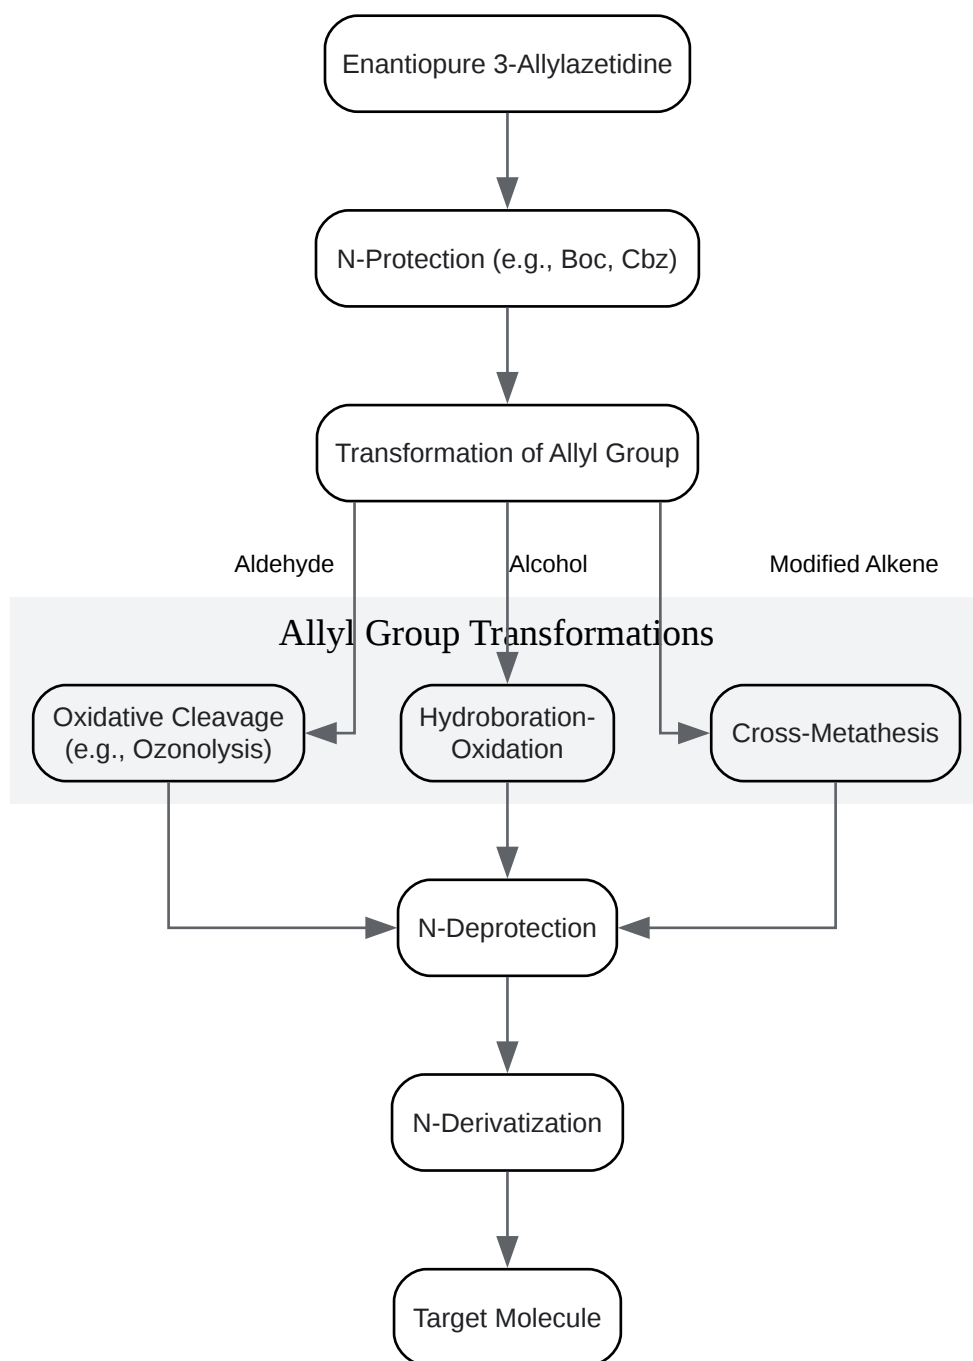 Enantiopure 3-Allylazetidine
N-Protection (e.g., Boc, Cbz)
Transformation of Allyl Group
Aldehyde
Alcohol
Modified Alkene
Allyl Group Transformations
Oxidative Cleavage
(e.g., Ozonolysis)
Hydroboration-
Oxidation
Cross-Metathesis
N-Deprotection
N-Derivatization
Target Molecule